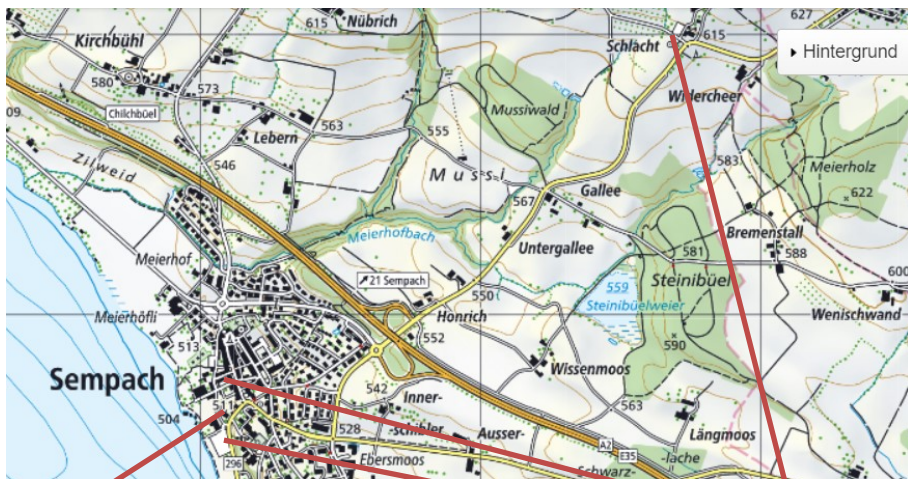 615
Nübrich
627
Kirchbühl
615
Schlacht
▸ Hintergrund
580
573
Widercheer
Chilchbüel
Mussiwald
09
Lebern
563
555
583
Zilweid
546
Mussi
Meierholz
567
Gallee
622
Meierhofbach
Bremenstall
Untergallee
581
Meierhof
588
Steinibüel
21 Sempach
559
600
550
Steinibüelweier
Meierhöfli
Honrich
Wenischwand
513
552
590
Sempach
Wissenmoos
542
Inner-
563
511
504
-schibler
Längmoos
528
Ausser-
A2
296
Ebersmoos
E35
Schwarz-
-lache